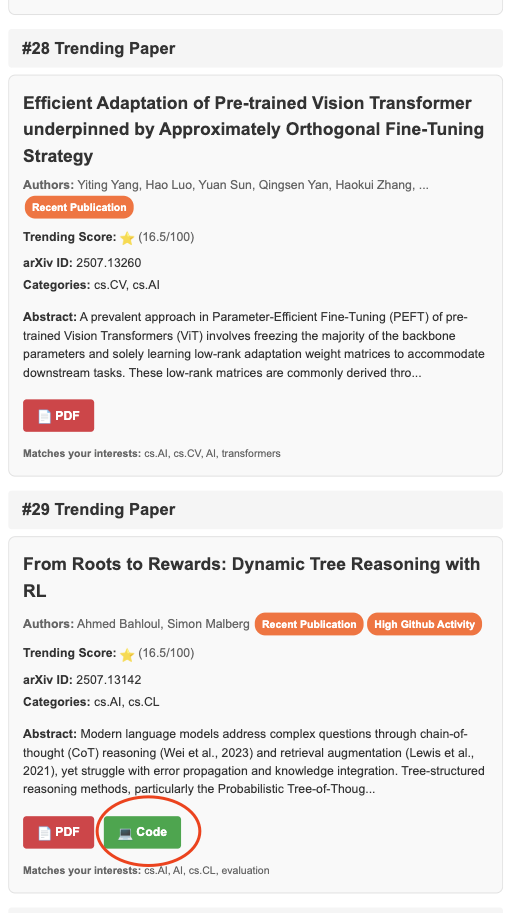 #28 Trending Paper
Efficient Adaptation of Pre-trained Vision Transformer
underpinned by Approximately Orthogonal Fine-Tuning
Strategy
Authors: Yiting Yang, Hao Luo, Yuan Sun, Qingsen Yan, Haokui Zhang, ...
Recent Publication
Trending Score: ⭐ (16.5/100)
arXiv ID: 2507.13260
Categories: cs.CV, cs.AI
Abstract: A prevalent approach in Parameter-Efficient Fine-Tuning (PEFT) of pre-
trained Vision Transformers (ViT) involves freezing the majority of the backbone
parameters and solely learning low-rank adaptation weight matrices to accommodate
downstream tasks. These low-rank matrices are commonly derived thro...
PDF
Matches your interests: cs.AI, cs.CV, AI, transformers
#29 Trending Paper
From Roots to Rewards: Dynamic Tree Reasoning with
RL
Authors: Ahmed Bahloul, Simon Malberg Recent Publication High Github Activity
Trending Score: ⭐ (16.5/100)
arXiv ID: 2507.13142
Categories: cs.AI, cs.CL
Abstract: Modern language models address complex questions through chain-of-
thought (CoT) reasoning (Wei et al., 2023) and retrieval augmentation (Lewis et al.,
2021), yet struggle with error propagation and knowledge integration. Tree-structured
reasoning methods, particularly the Probabilistic Tree-of-Thoug...
PDF Code
Matches your interests: cs.AI, AI, cs.CL, evaluation